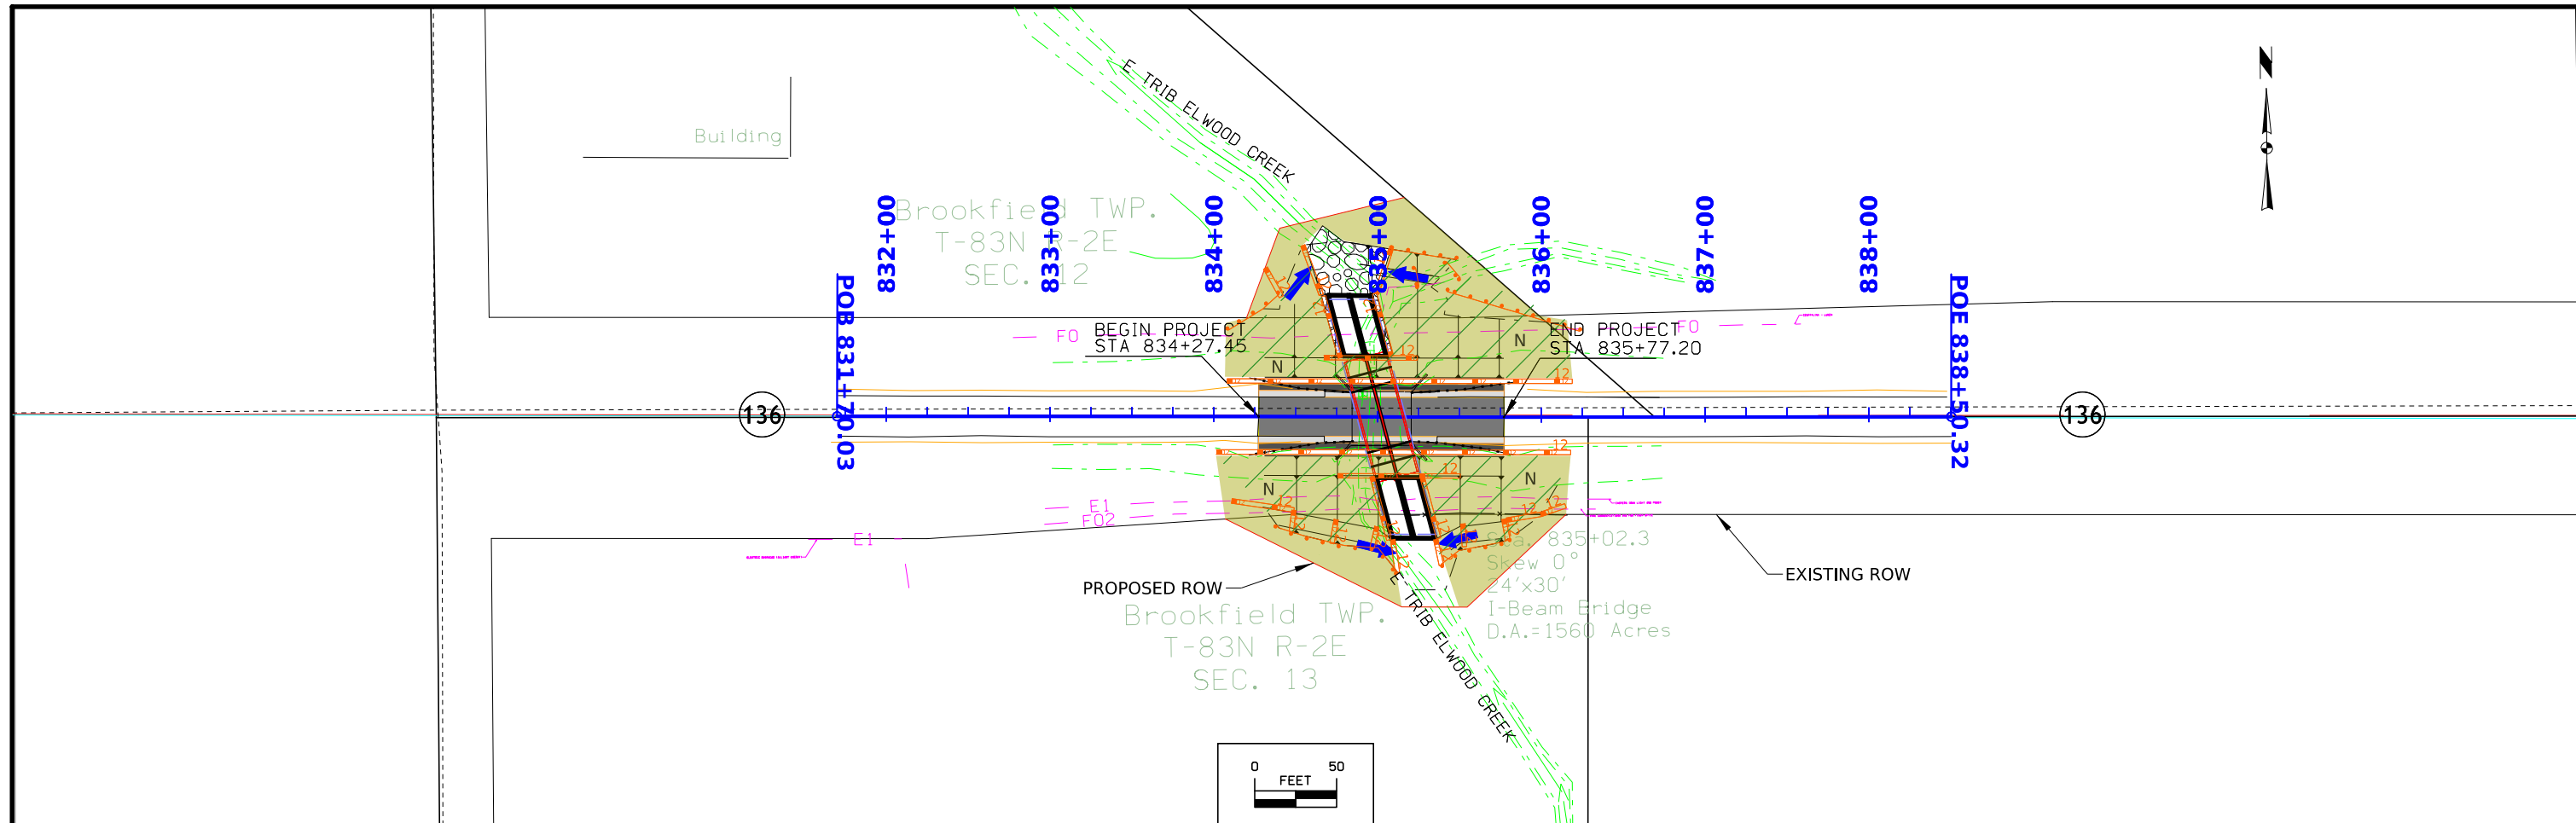 N
E TRIB ELWOOD CREEK
Building
Brookfield TWP.
T-83N R-2E
SEC. 12
832+00
833+00
834+00
835+00
836+00
837+00
838+00
POB 831+70.03
POE 838+50.32
BEGIN PROJECT
STA 834+27.45
END PROJECT
STA 835+77.20
FO
FO
N
N
12
12
136
136
12
12
N
N
E1
FO2
E1
12
12
12
Sta. 835+02.3
Skew 0°
24'x30'
I-Beam Bridge
D.A.=1560 Acres
PROPOSED ROW
EXISTING ROW
Brookfield TWP.
T-83N R-2E
SEC. 13
E TRIB ELWOOD CREEK
0 50
FEET